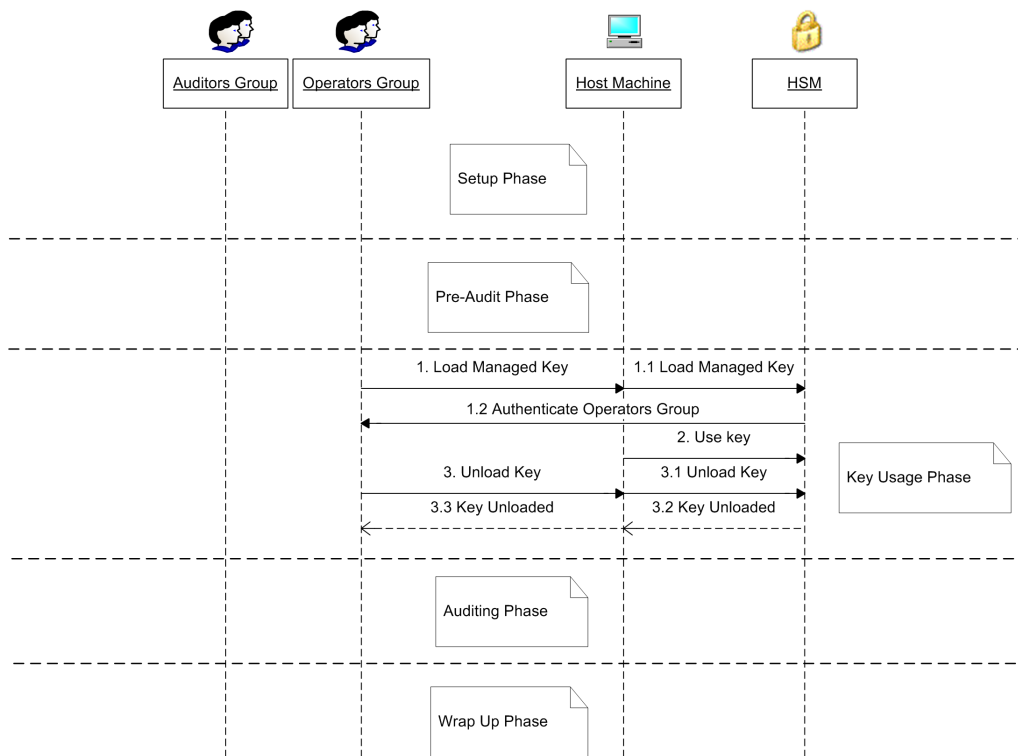 Auditors Group
Operators Group
Host Machine
HSM
Setup Phase
Pre-Audit Phase
1. Load Managed Key
1.1 Load Managed Key
1.2 Authenticate Operators Group
2. Use key
3. Unload Key
3.1 Unload Key
Key Usage Phase
3.3 Key Unloaded
3.2 Key Unloaded
Auditing Phase
Wrap Up Phase